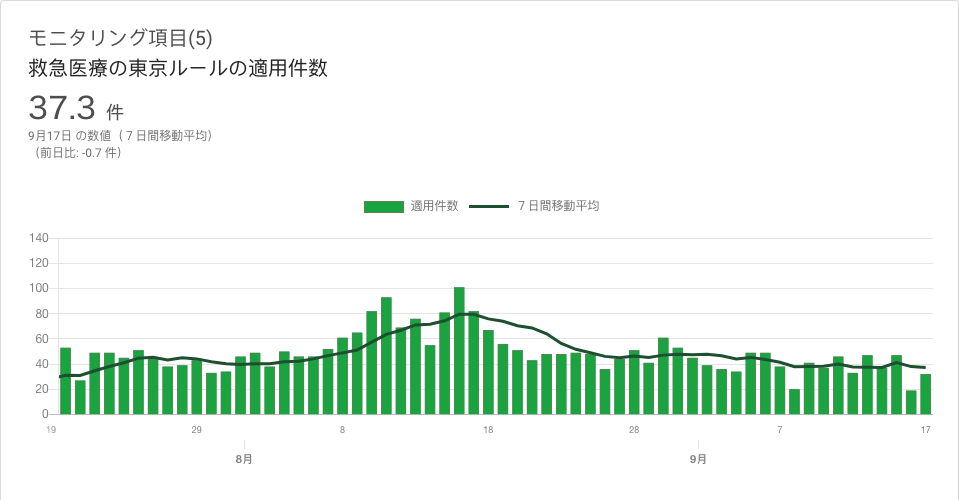 モニタリング項目(5)
救急医療の東京ルールの適用件数
37.3 件
9月17日 の数値（７日間移動平均）
（前日比: -0.7 件）
適用件数 ７日間移動平均
140
120
100
80
60
40
20
0
19 29 8 18 28 7 17
8月 9月